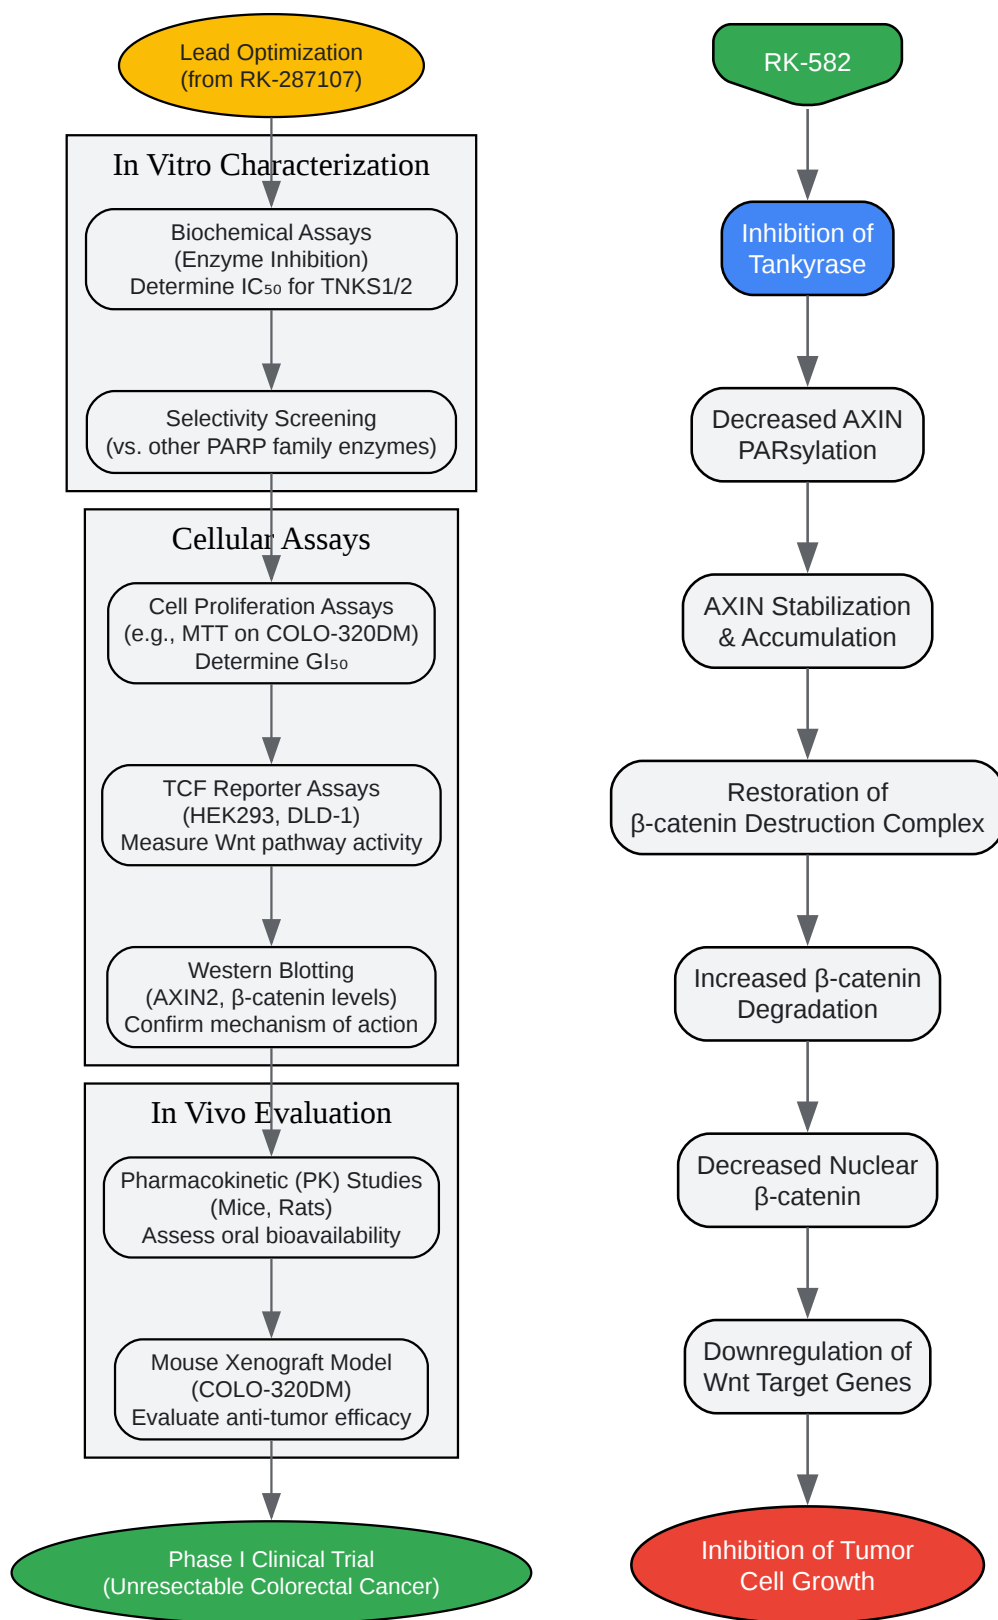 Lead Optimization
(from RK-287107)
In Vitro Characterization
Biochemical Assays
(Enzyme Inhibition)
Determine IC₅₀ for TNKS1/2
Selectivity Screening
(vs. other PARP family enzymes)
Cellular Assays
Cell Proliferation Assays
(e.g., MTT on COLO-320DM)
Determine GI₅₀
TCF Reporter Assays
(HEK293, DLD-1)
Measure Wnt pathway activity
Western Blotting
(AXIN2, β-catenin levels)
Confirm mechanism of action
In Vivo Evaluation
Pharmacokinetic (PK) Studies
(Mice, Rats)
Assess oral bioavailability
Mouse Xenograft Model
(COLO-320DM)
Evaluate anti-tumor efficacy
Phase I Clinical Trial
(Unresectable Colorectal Cancer)
RK-582
Inhibition of
Tankyrase
Decreased AXIN
PARsylation
AXIN Stabilization
& Accumulation
Restoration of
β-catenin Destruction Complex
Increased β-catenin
Degradation
Decreased Nuclear
β-catenin
Downregulation of
Wnt Target Genes
Inhibition of Tumor
Cell Growth